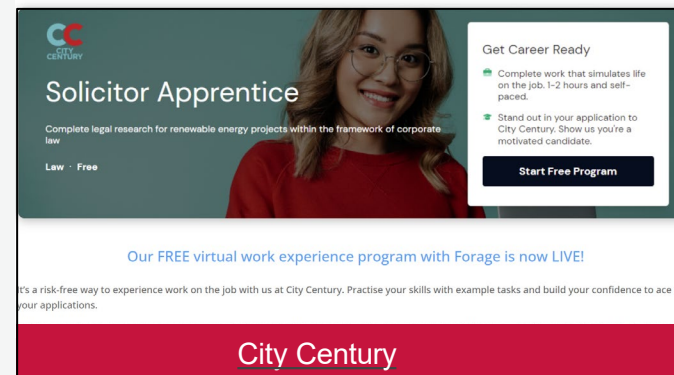 CC
CITY
CENTURY
Solicitor Apprentice
Complete legal research for renewable energy projects within the framework of corporate
law
Law · Free
Get Career Ready
Complete work that simulates life
on the job. 1-2 hours and self-
paced.
Stand out in your application to
City Century. Show us you're a
motivated candidate.
Start Free Program
Our FREE virtual work experience program with Forage is now LIVE!
It's a risk-free way to experience work on the job with us at City Century. Practise your skills with example tasks and build your confidence to ace
your applications.
City Century